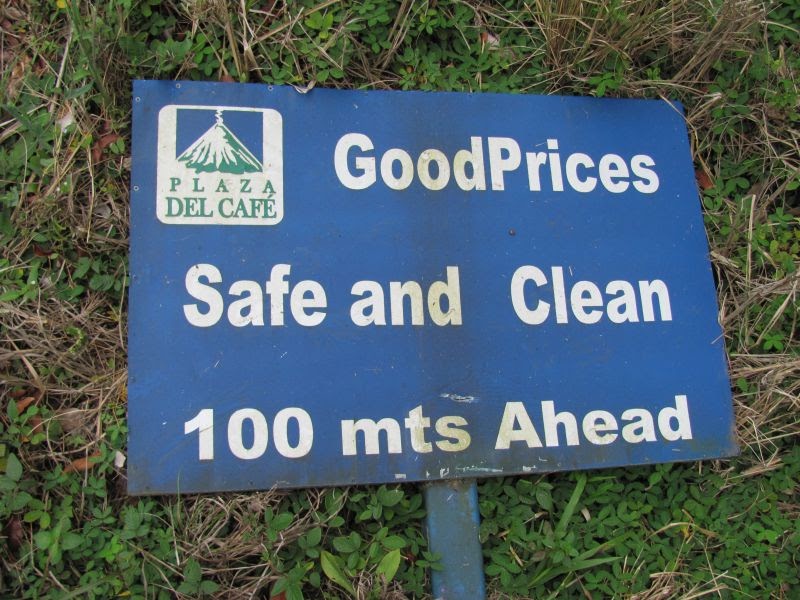 PLAZA
DEL CAFÉ
GoodPrices
Safe and Clean
100 mts Ahead